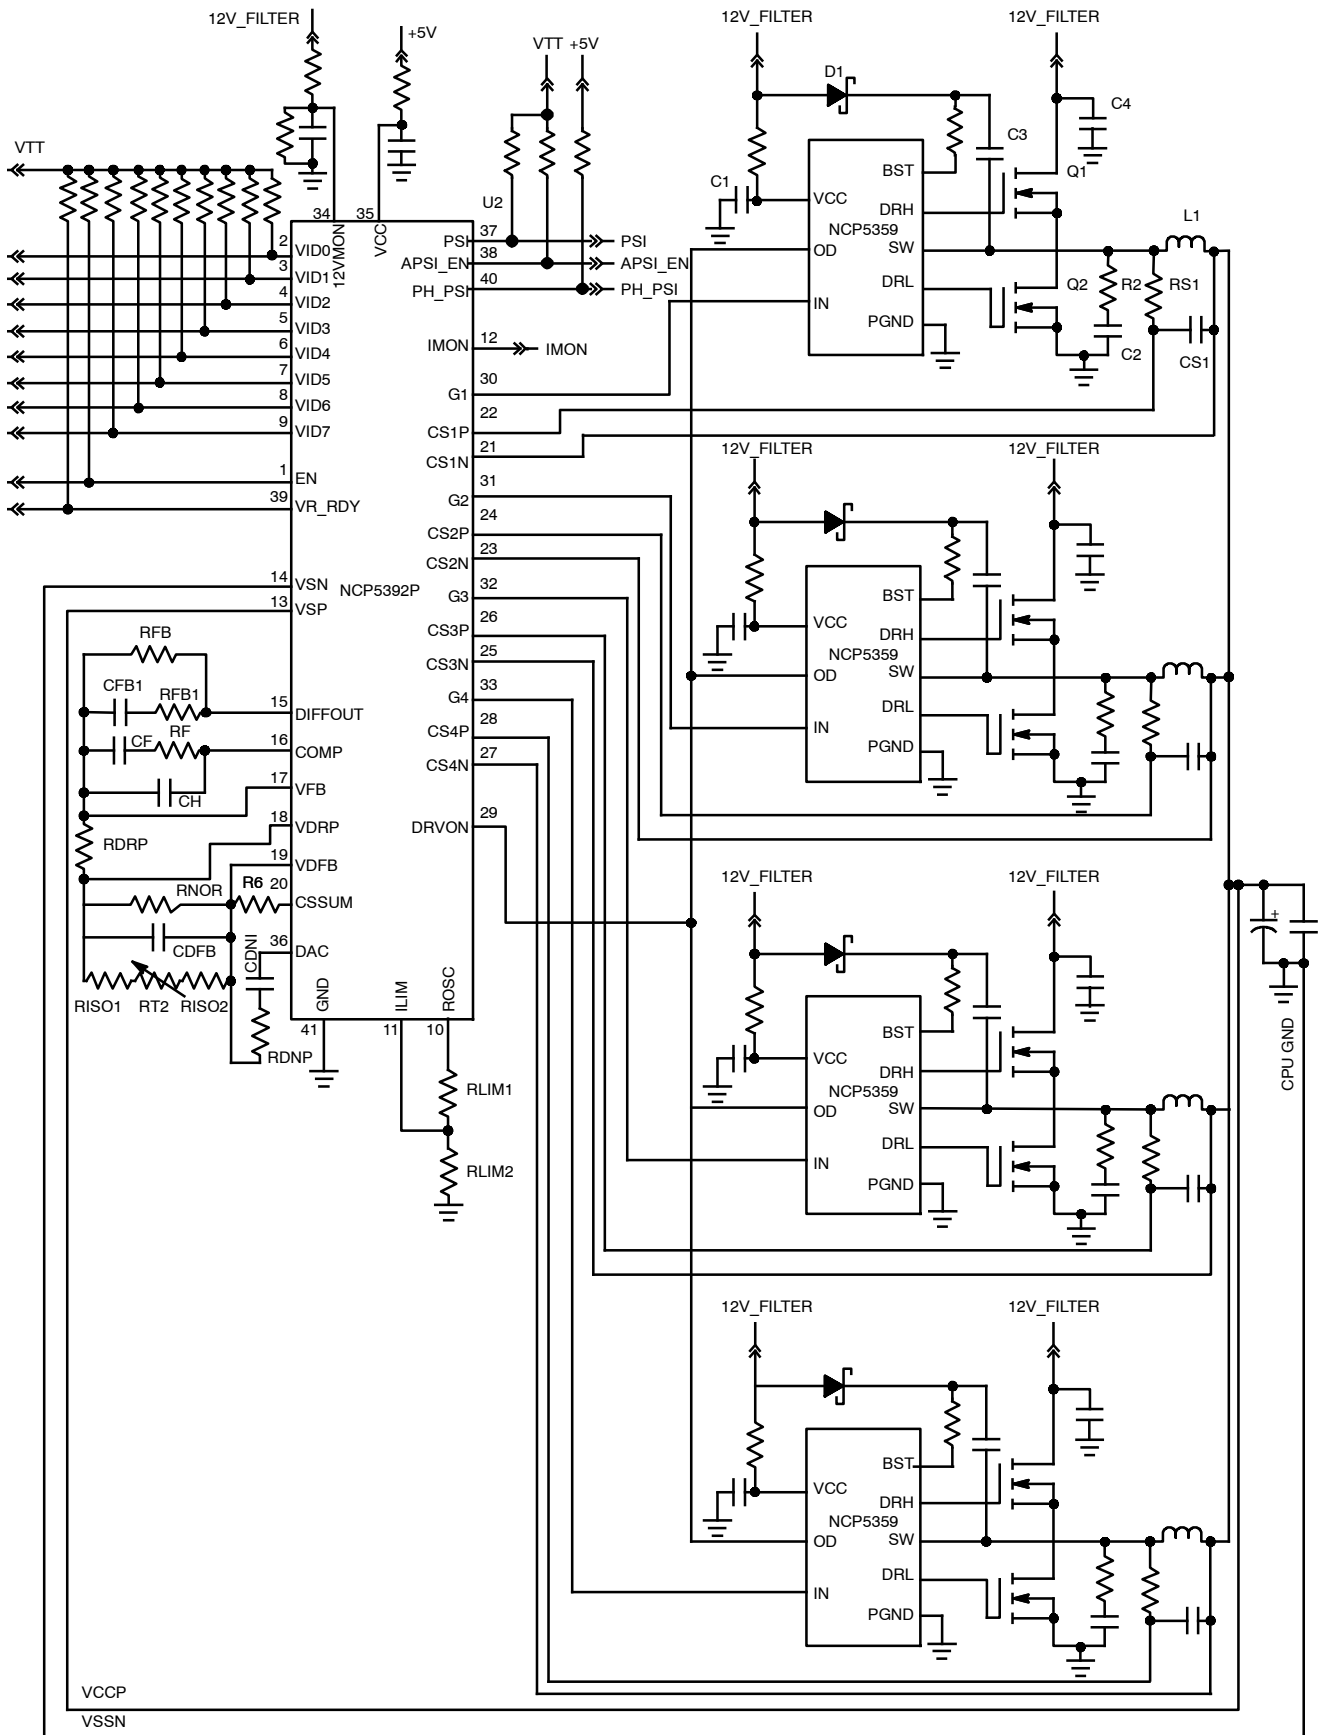 12V_FILTER
+5V
VTT +5V
12V_FILTER
12V_FILTER
D1
C4
C3
VTT
BST
Q1
C1
VCC
DRH
NCP5359
U2
34
35
12VMON
VCC
37
PSI
PSI
38
APSI_EN
APSI_EN
40
PH_PSI
PH_PSI
12
IMON
IMON
30
G1
22
CS1P
21
CS1N
31
G2
24
CS2P
23
CS2N
32
G3
26
CS3P
25
CS3N
33
G4
28
CS4P
27
CS4N
29
DRVON
2
VID0
3
VID1
4
VID2
5
VID3
6
VID4
7
VID5
8
VID6
9
VID7
1
EN
39
VR_RDY
14
VSN
NCP5392P
13
VSP
RFB
CFB1
RFB1
15
DIFFOUT
CF
RF
16
COMP
CH
17
VFB
18
VDRP
RDRP
19
VDFB
RNOR
R6
20
CSSUM
CDFB
CDNI
36
DAC
RISO1
RT2
RISO2
RDNP
GND
ILIM
ROSC
41
11
10
RLIM1
RLIM2
OD
SW
L1
DRL
Q2
R2
RS1
IN
PGND
C2
CS1
12V_FILTER
12V_FILTER
BST
VCC
DRH
NCP5359
OD
SW
DRL
IN
PGND
12V_FILTER
12V_FILTER
BST
VCC
DRH
NCP5359
OD
SW
DRL
IN
PGND
+
CPU GND
12V_FILTER
12V_FILTER
BST
VCC
DRH
NCP5359
OD
SW
DRL
IN
PGND
VCCP
VSSN